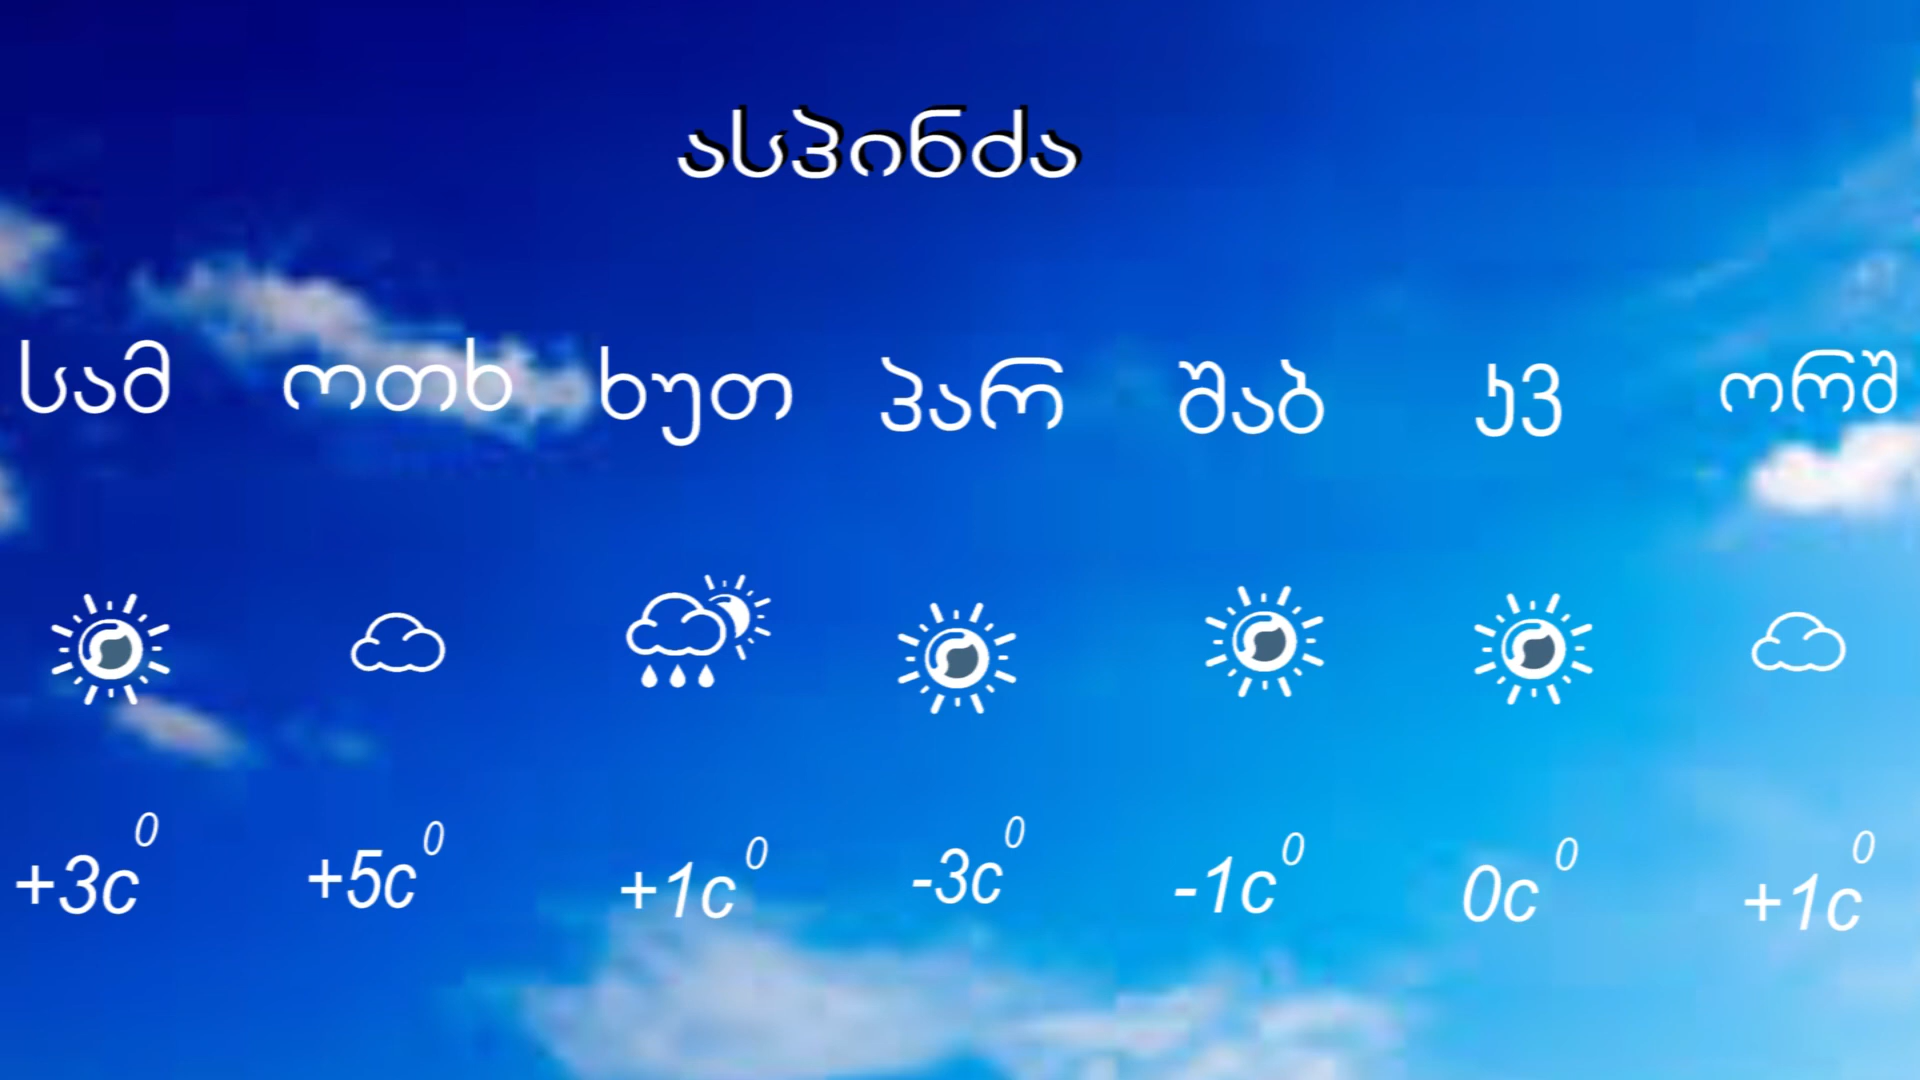 ასპინძა
სამ ოთხ ხუთ პარ შაბ კვ ორშ
+3c⁰ +5c⁰ +1c⁰ -3c⁰ -1c⁰ 0c⁰ +1c⁰